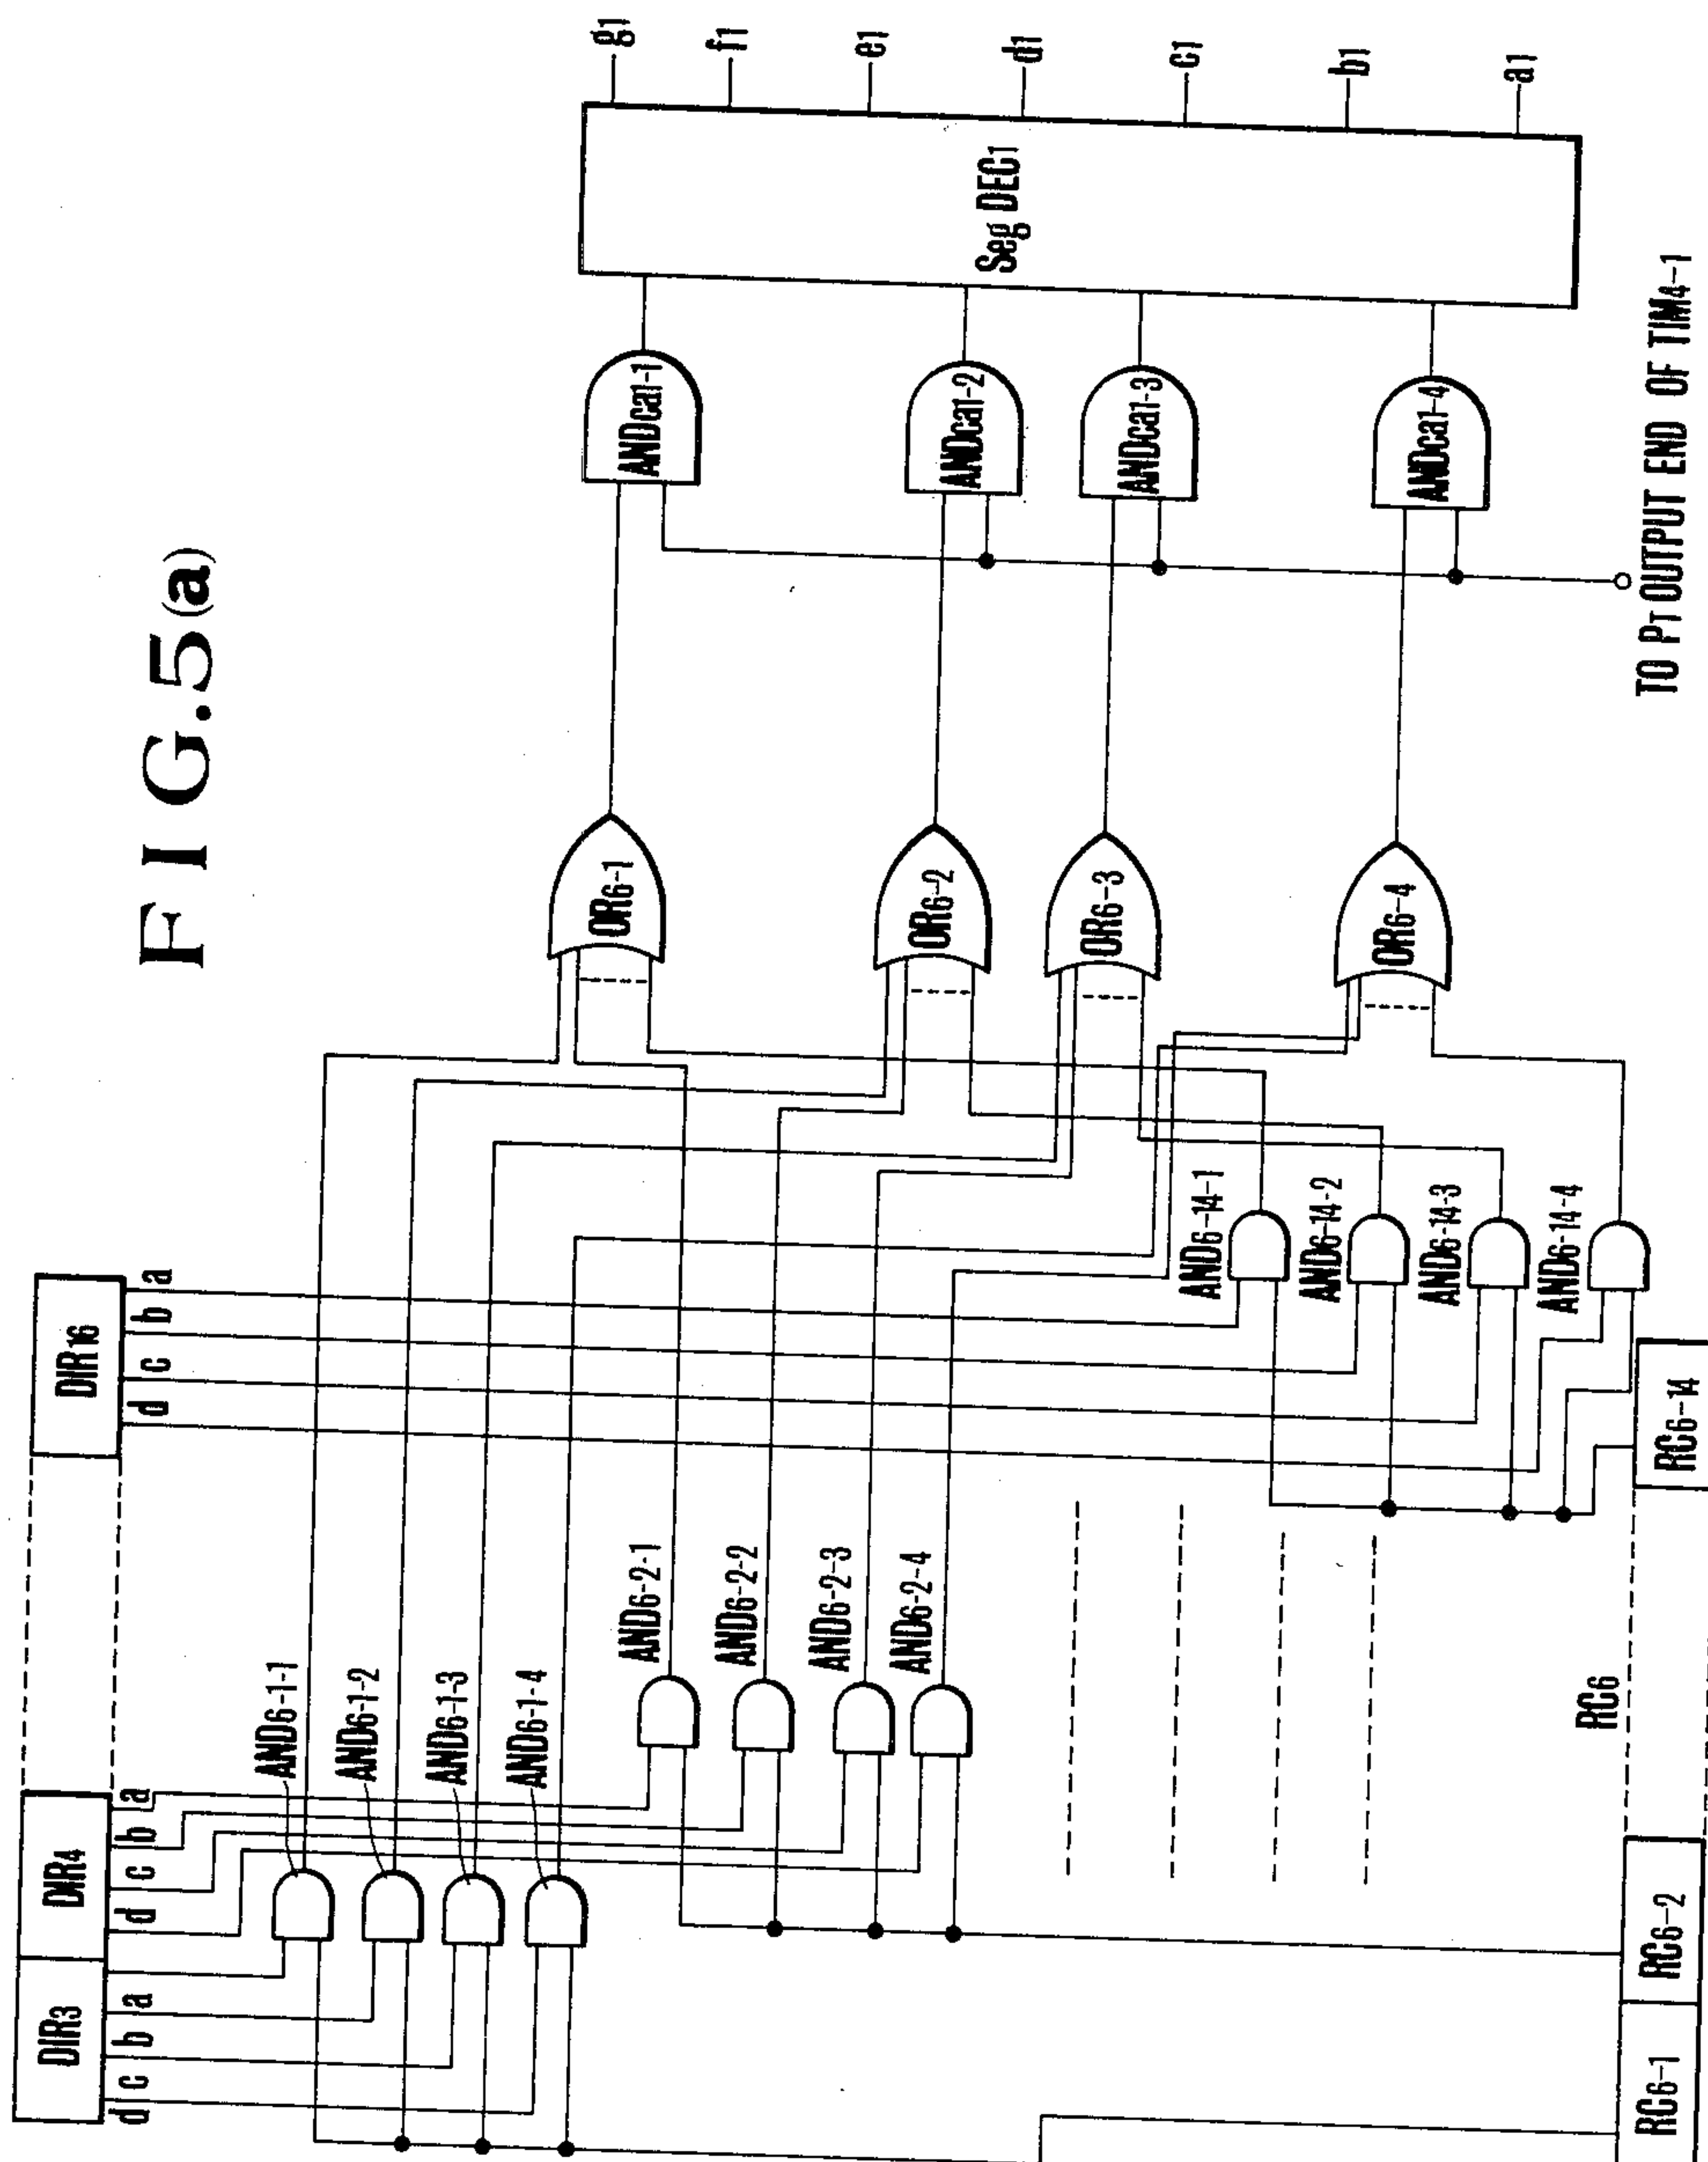 FIG.5(a)
DIR3
d c b a
DIR4
d c b a
DIR16
d c b a
AND6-1-1
AND6-1-2
AND6-1-3
AND6-1-4
AND6-2-1
AND6-2-2
AND6-2-3
AND6-2-4
AND6-14-1
AND6-14-2
AND6-14-3
AND6-14-4
RC6-1
RC6-2
RC6
RC6-14
OR6-1
OR6-2
OR6-3
OR6-4
ANDca1-1
ANDca1-2
ANDca1-3
ANDca1-4
TO PT OUTPUT END OF TIM4-1
Seg DEC1
g1
f1
e1
d1
c1
b1
a1